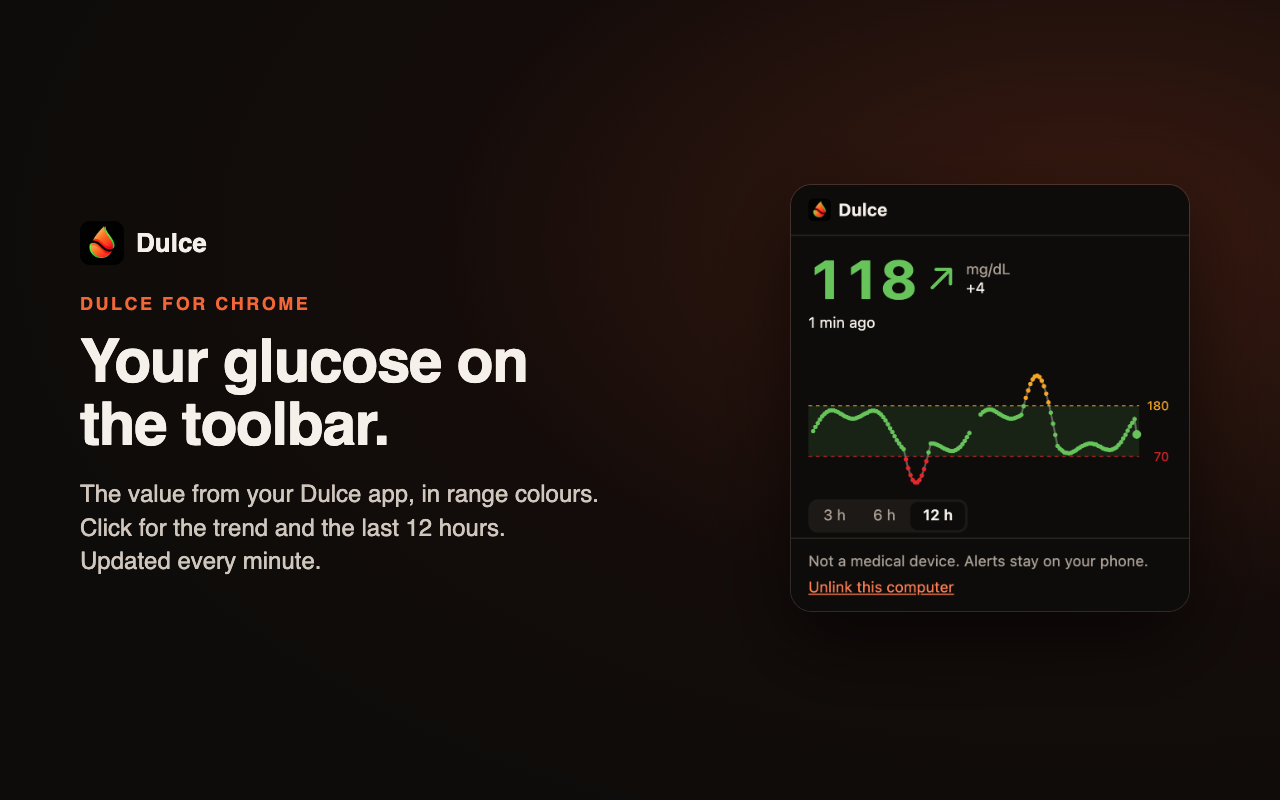 Dulce
DULCE FOR CHROME
Your glucose on
the toolbar.
The value from your Dulce app, in range colours.
Click for the trend and the last 12 hours.
Updated every minute.
Dulce
118
mg/dL
+4
1 min ago
180
70
3 h 6 h 12 h
Not a medical device. Alerts stay on your phone.
Unlink this computer